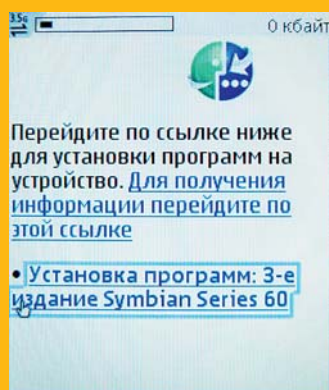 3.5G
0 кбайт
Перейдите по ссылке ниже
для установки программ на
устройство. Для получения
информации перейдите по
этой ссылке
• Установка программ: 3-е
издание Symbian Series 60